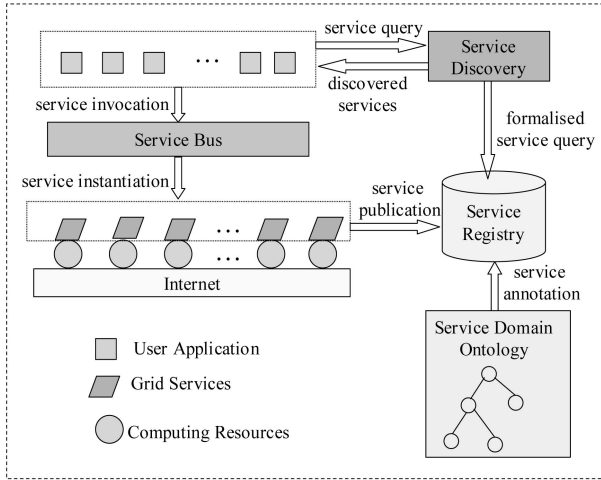 service query
Service
Discovery
discovered
services
service invocation
Service Bus
formalised
service query
service instantiation
service
publication
Service
Registry
Internet
service
annotation
Service Domain
Ontology
User Application
Grid Services
Computing Resources